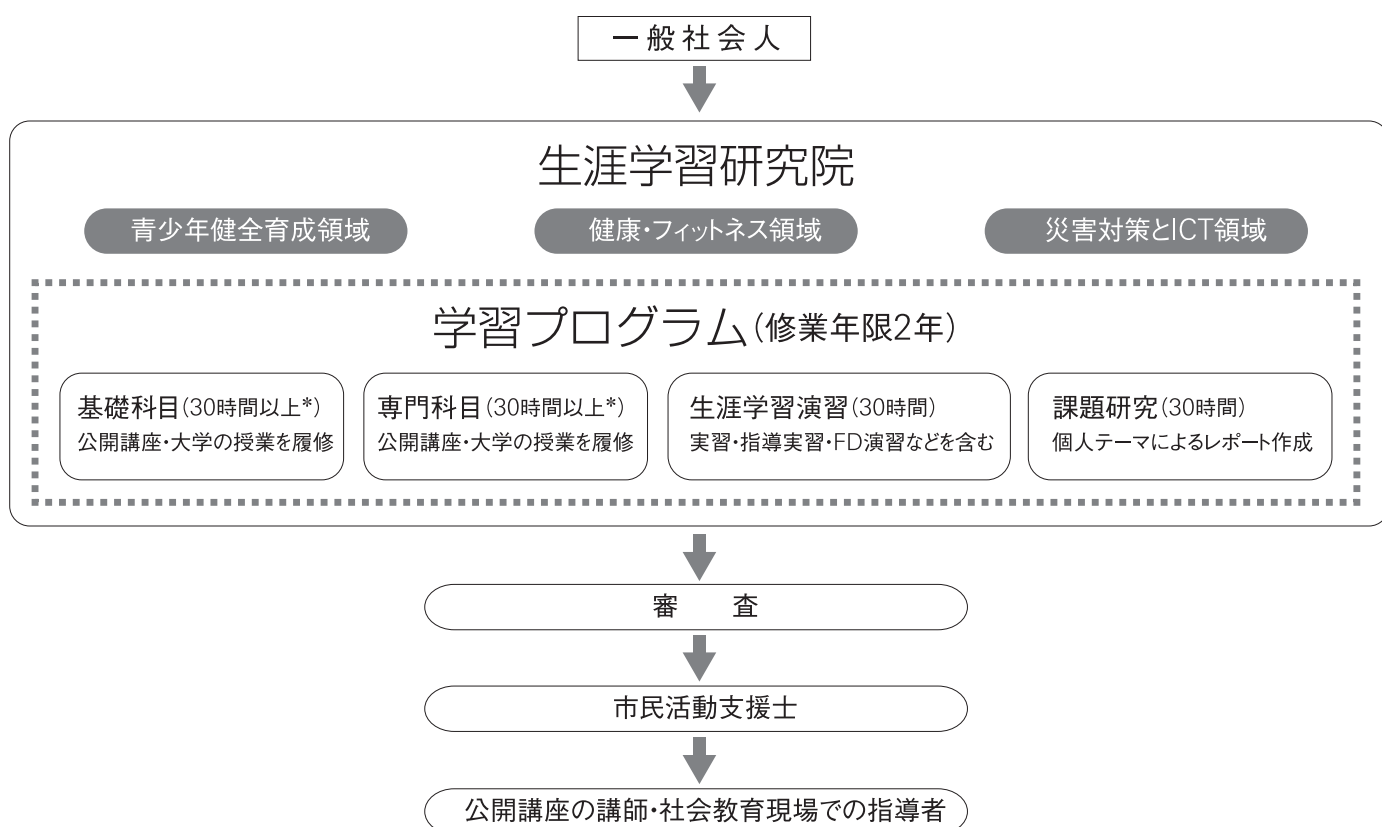 一般社会人
生涯学習研究院
青少年健全育成領域
健康・フィットネス領域
災害対策とICT領域
学習プログラム(修業年限2年)
基礎科目(30時間以上*)
公開講座・大学の授業を履修
専門科目(30時間以上*)
公開講座・大学の授業を履修
生涯学習演習(30時間)
実習・指導実習・FD演習などを含む
課題研究(30時間)
個人テーマによるレポート作成
審 査
市民活動支援士
公開講座の講師・社会教育現場での指導者